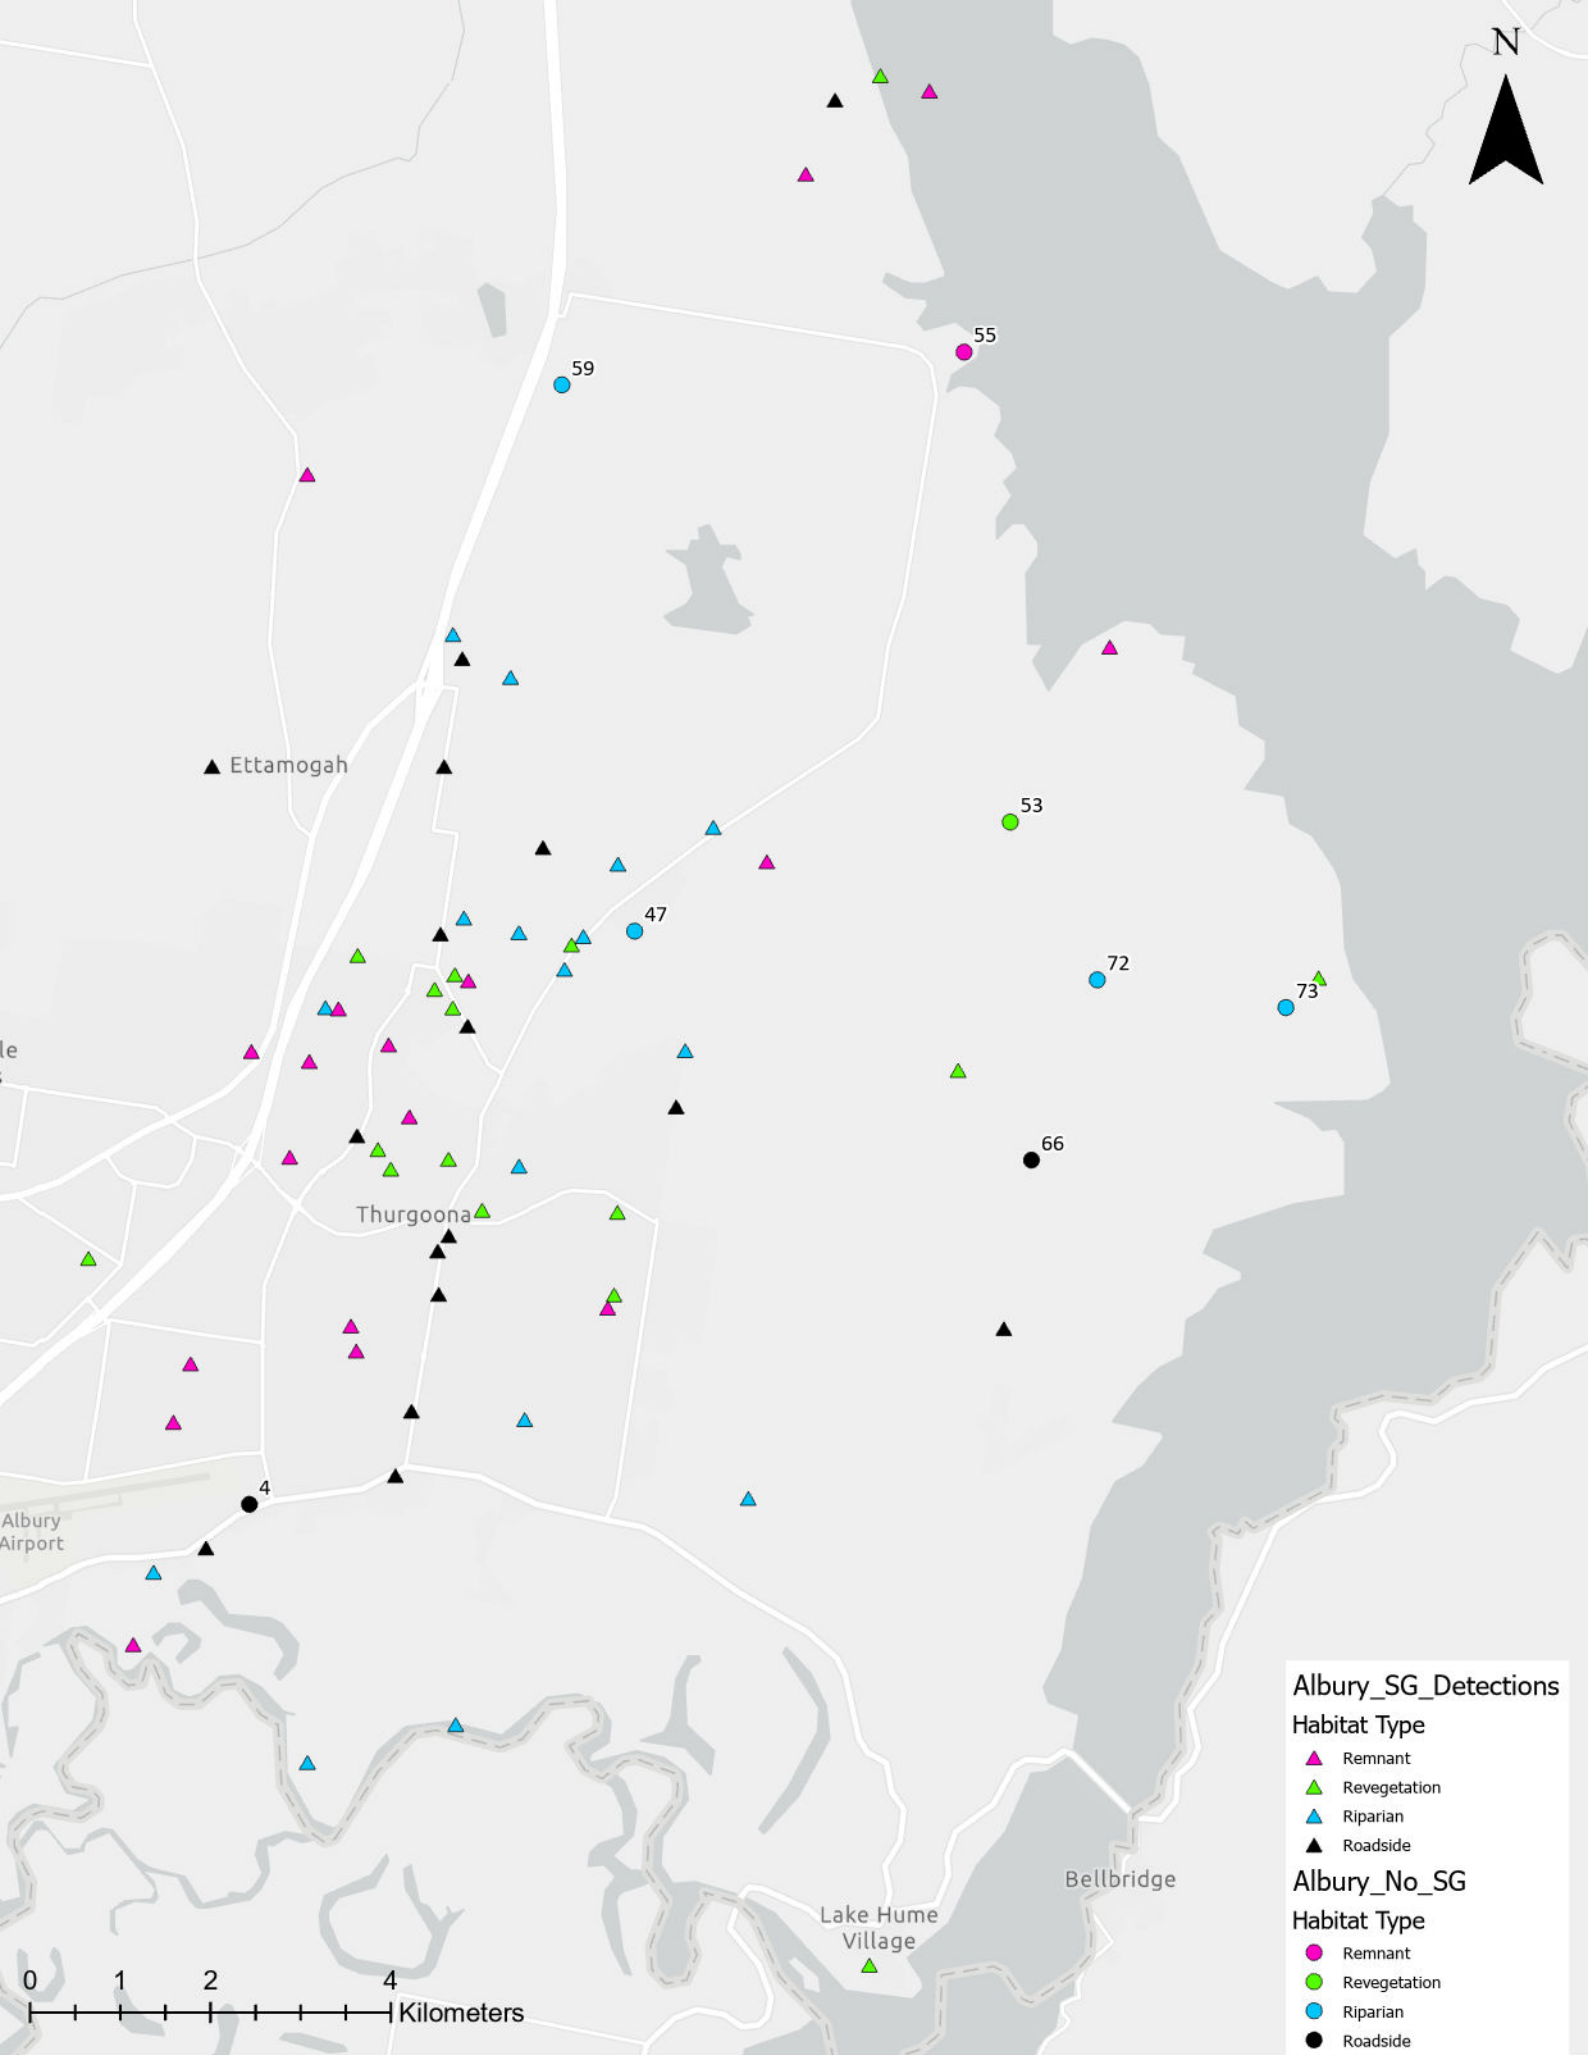 N
55
59
Ettamogah
53
47
72
73
le
66
Thurgoona
4
Albury
Airport
Albury_SG_Detections
Habitat Type
Remnant
Revegetation
Riparian
Roadside
Albury_No_SG
Habitat Type
Remnant
Revegetation
Riparian
Roadside
Bellbridge
Lake Hume
Village
0 1 2 4
Kilometers